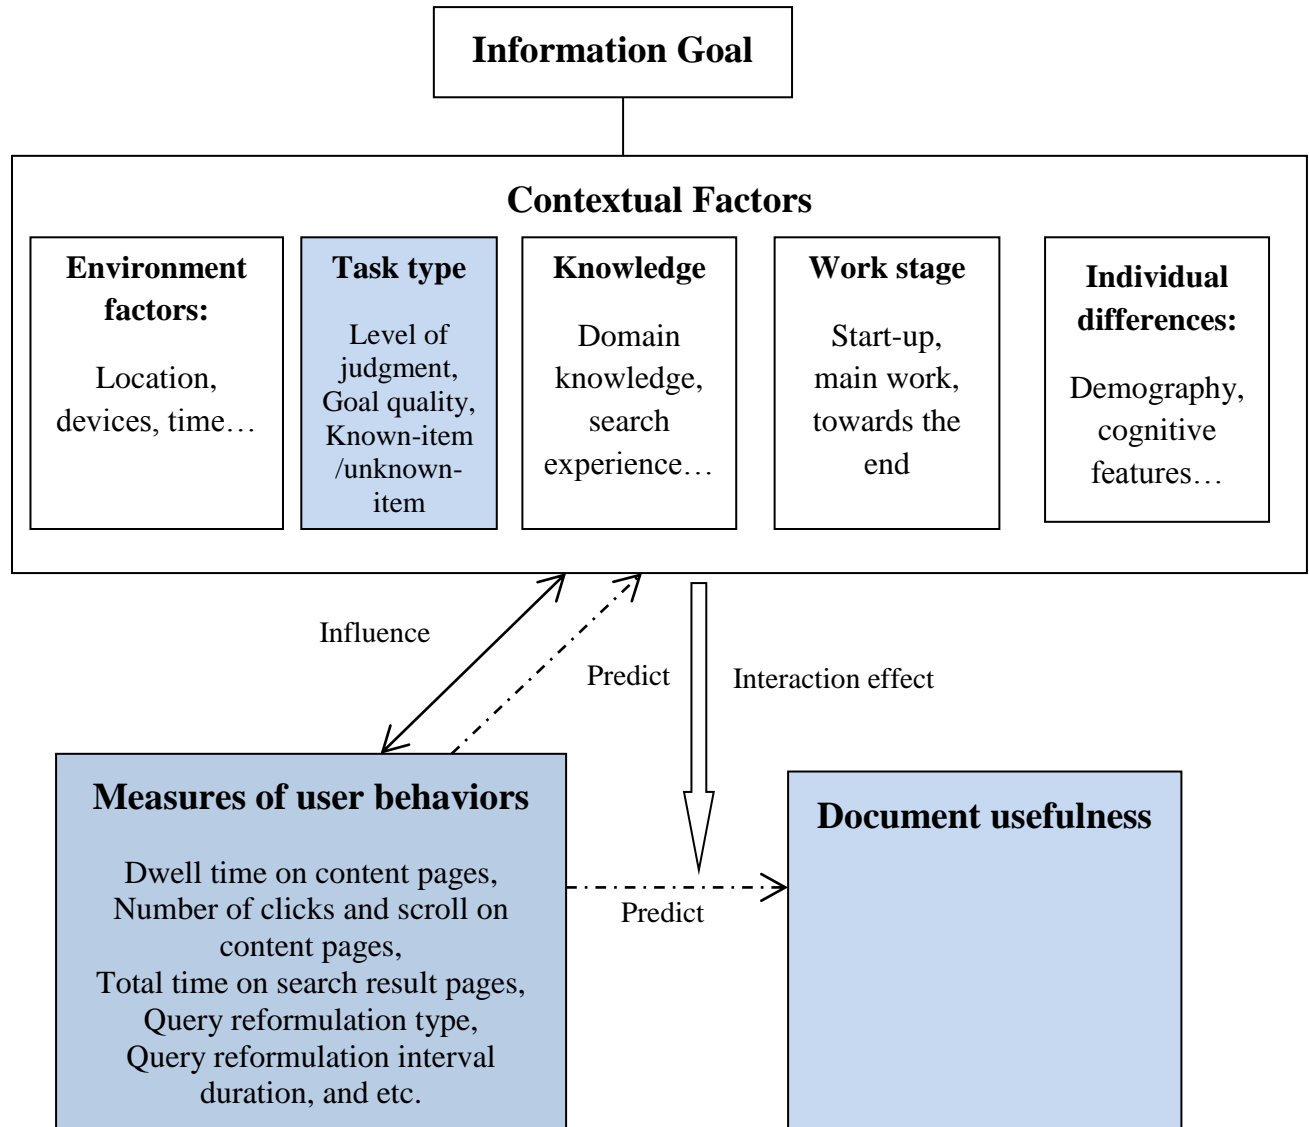 Information Goal
Contextual Factors
Environment
factors:
Location,
devices, time…
Task type
Level of
judgment,
Goal quality,
Known-item
/unknown-
item
Knowledge
Domain
knowledge,
search
experience…
Work stage
Start-up,
main work,
towards the
end
Individual
differences:
Demography,
cognitive
features…
Influence
Predict
Interaction effect
Measures of user behaviors
Dwell time on content pages,
Number of clicks and scroll on
content pages,
Total time on search result pages,
Query reformulation type,
Query reformulation interval
duration, and etc.
Predict
Document usefulness